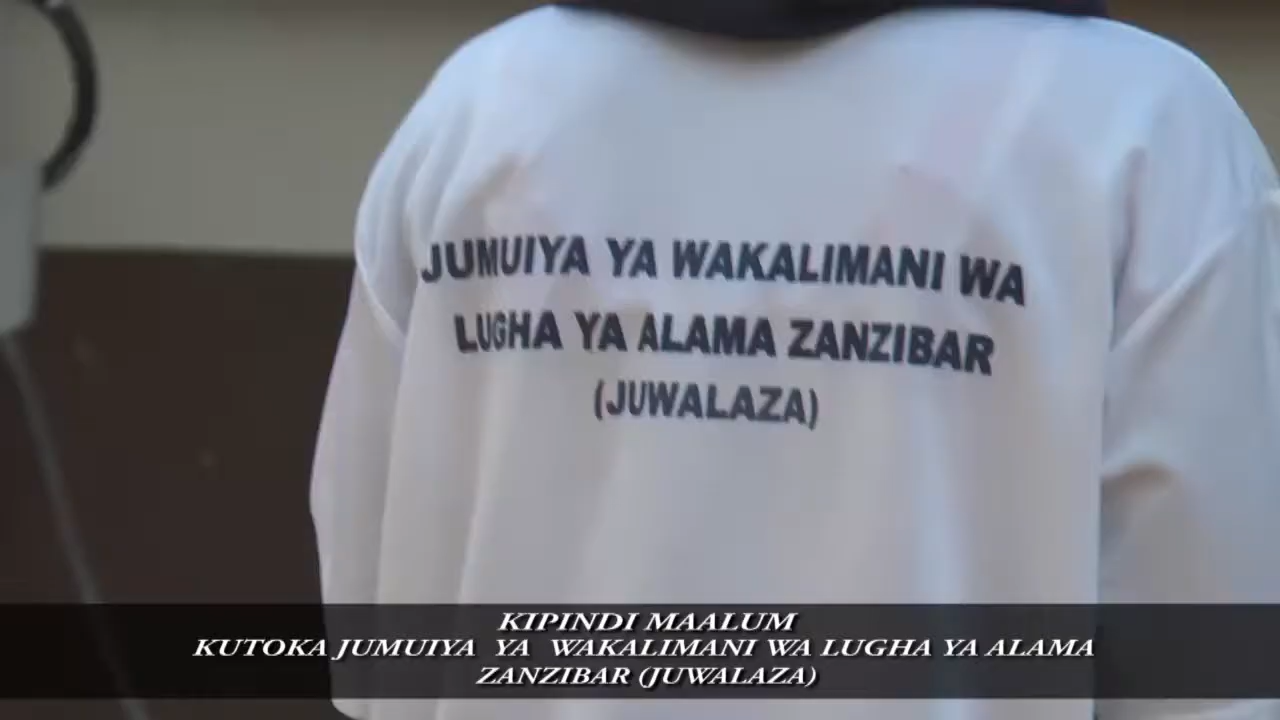 JUMUIYA YA WAKALIMANI WA
LUGHA YA ALAMA ZANZIBAR
(JUWALAZA)
KIPINDI MAALUM
KUTOKA JUMUIYA YA WAKALIMANI WA LUGHA YA ALAMA
ZANZIBAR (JUWALAZA)